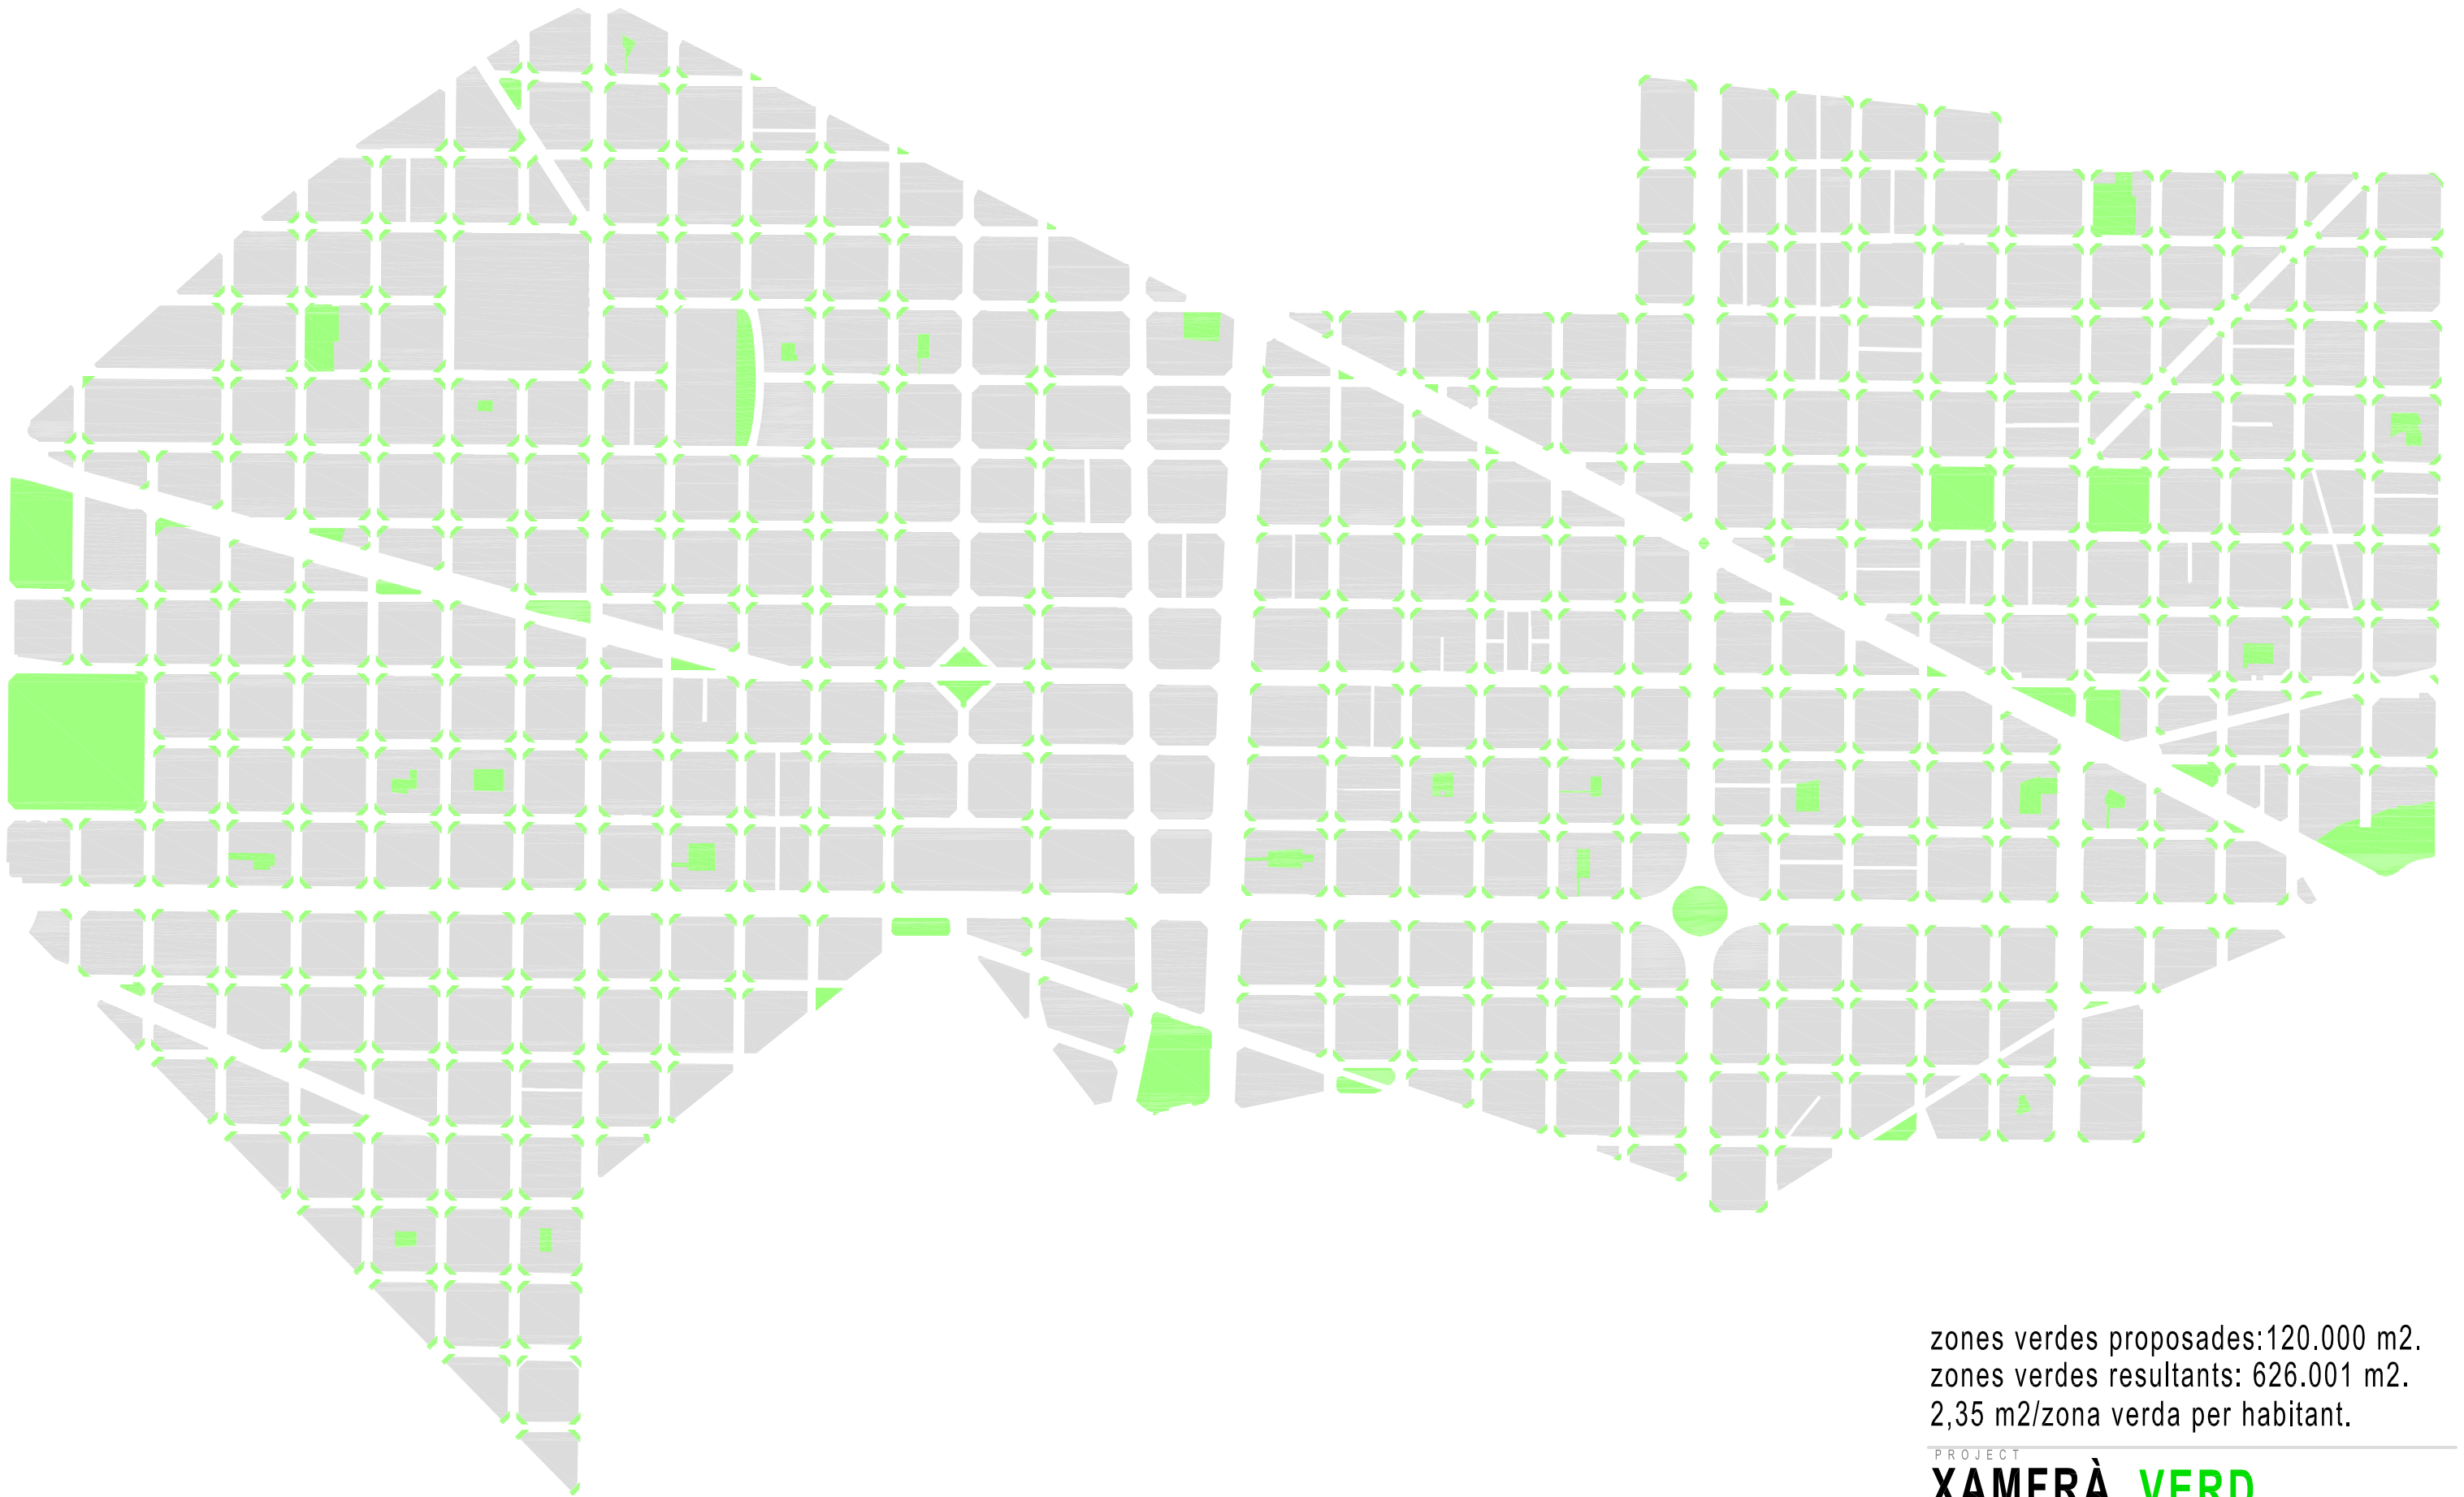 zones verdes proposades:120.000 m2.
zones verdes resultants: 626.001 m2.
2,35 m2/zona verda per habitant.
PROJECT
XAMFRÀ VERD